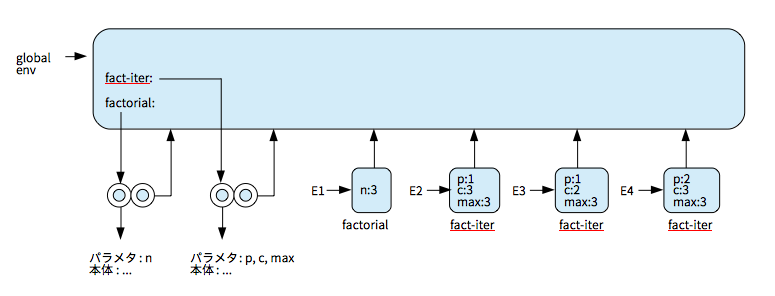 global
env
fact-iter:
factorial:
E1
n:3
factorial
E2
p:1
c:3
max:3
fact-iter
E3
p:1
c:2
max:3
fact-iter
E4
p:2
c:3
max:3
fact-iter
パラメタ : n
本体 : ...
パラメタ : p, c, max
本体 : ...